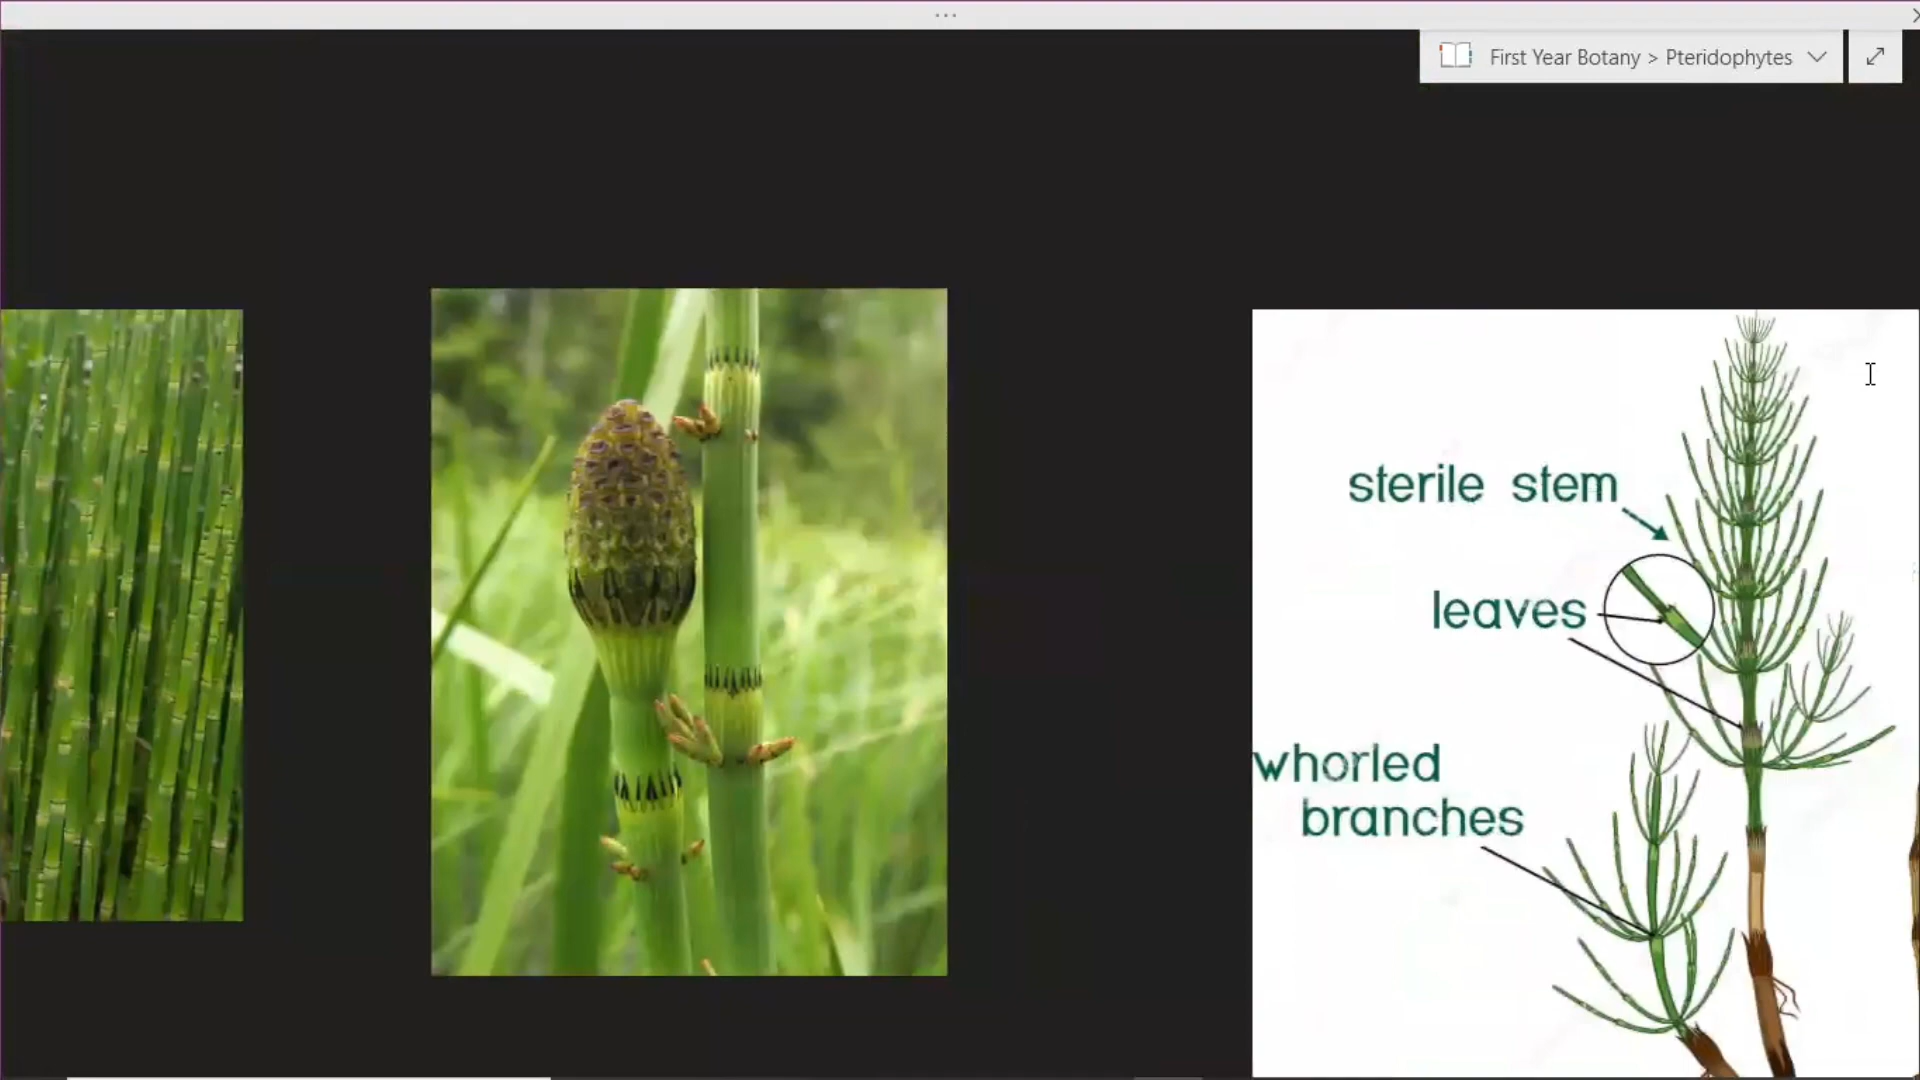 First Year Botany > Pteridophytes
sterile stem
leaves
whorled
branches